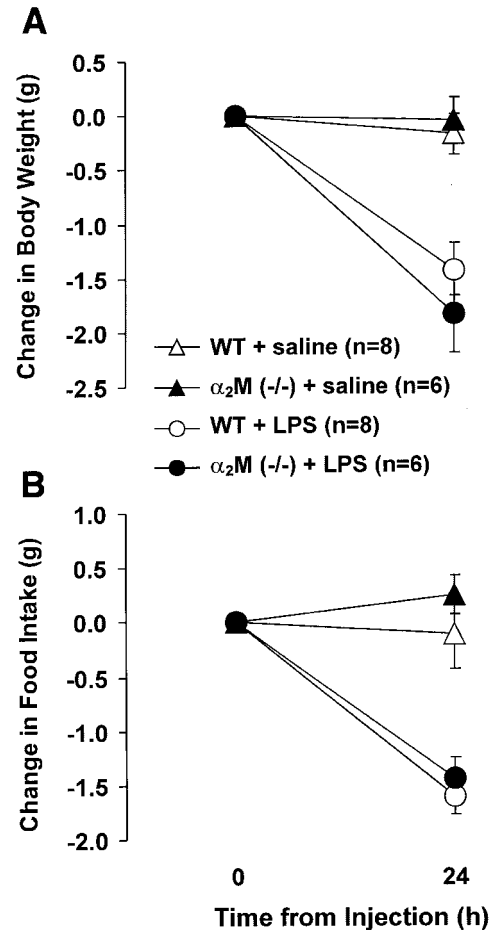 A
Change in Body Weight (g)
0.5
0.0
-0.5
-1.0
-1.5
-2.0
-2.5
WT + saline (n=8)
α₂M (-/-) + saline (n=6)
WT + LPS (n=8)
α₂M (-/-) + LPS (n=6)
B
Change in Food Intake (g)
1.0
0.5
0.0
-0.5
-1.0
-1.5
-2.0
0 24
Time from Injection (h)